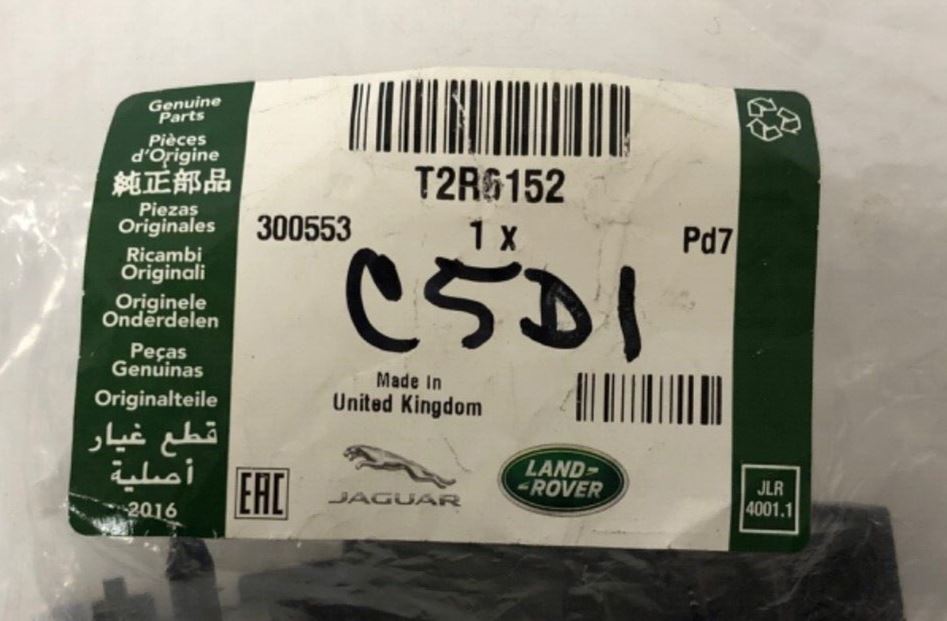 Genuine
Parts
Pièces
d'Origine
純正部品
Piezas
Originales
Ricambi
Originali
Originele
Onderdelen
Peças
Genuinas
Originalteile
قطع غيار
أصلية
2016
T2R6152
300553
1 x
Pd7
C5D1
Made In
United Kingdom
EAC
JAGUAR
LAND-
-ROVER
JLR
4001.1